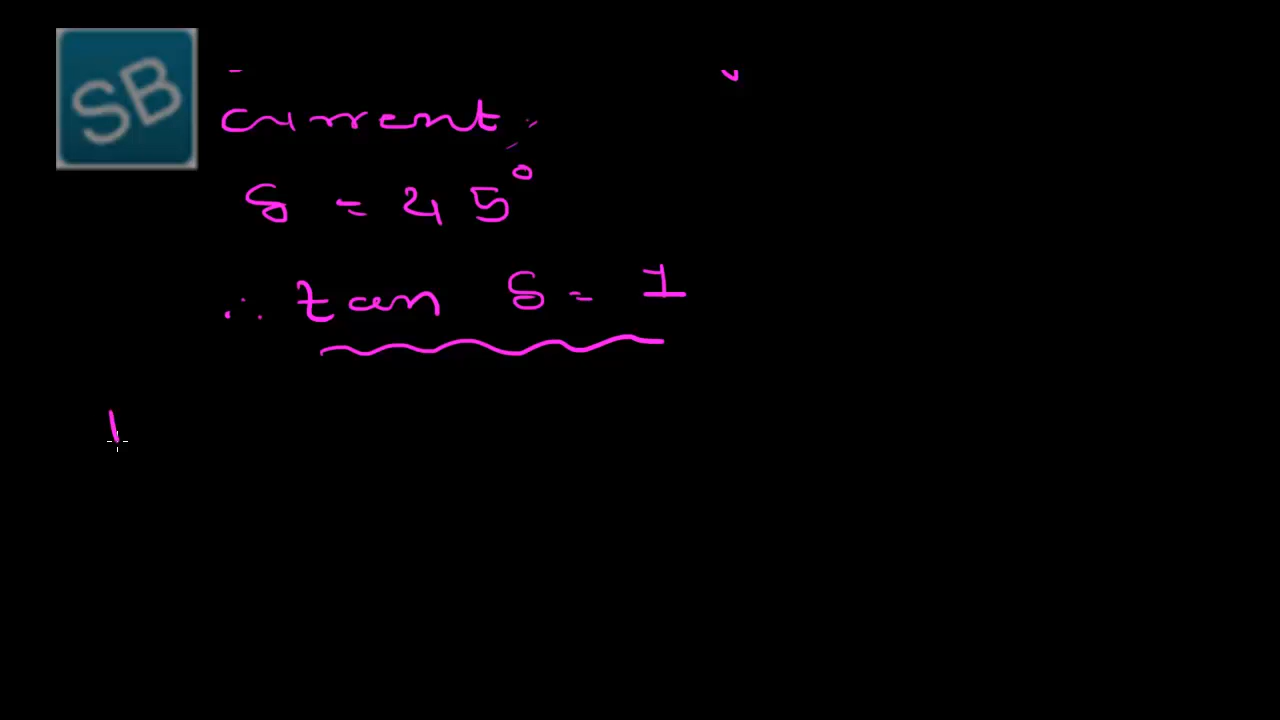 SB
current
δ = 45°
∴ tan δ = 1